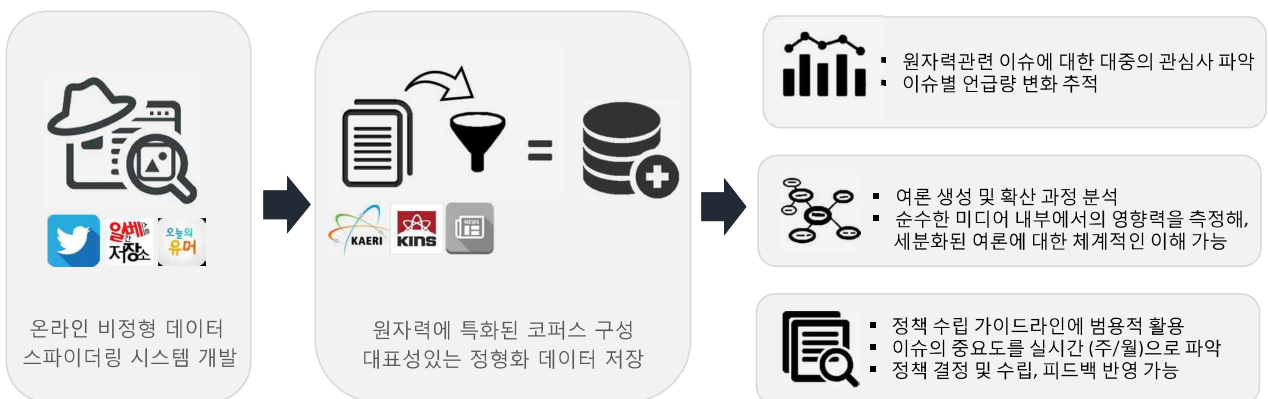 일베
저장소
오늘의
유머
온라인 비정형 데이터
스파이더링 시스템 개발
KAERI
KINS
NEWS
=
원자력에 특화된 코퍼스 구성
대표성있는 정형화 데이터 저장
▪ 원자력관련 이슈에 대한 대중의 관심사 파악
▪ 이슈별 언급량 변화 추적
▪ 여론 생성 및 확산 과정 분석
▪ 순수한 미디어 내부에서의 영향력을 측정해,
세분화된 여론에 대한 체계적인 이해 가능
▪ 정책 수립 가이드라인에 범용적 활용
▪ 이슈의 중요도를 실시간 (주/월)으로 파악
▪ 정책 결정 및 수립, 피드백 반영 가능